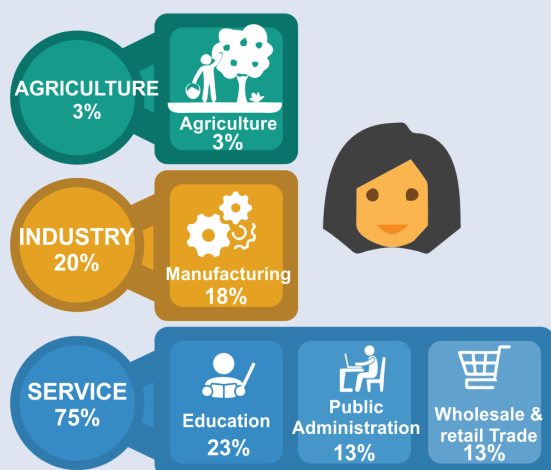 AGRICULTURE
3%
Agriculture
3%
INDUSTRY
20%
Manufacturing
18%
SERVICE
75%
Education
23%
Public
Administration
13%
Wholesale &
retail Trade
13%